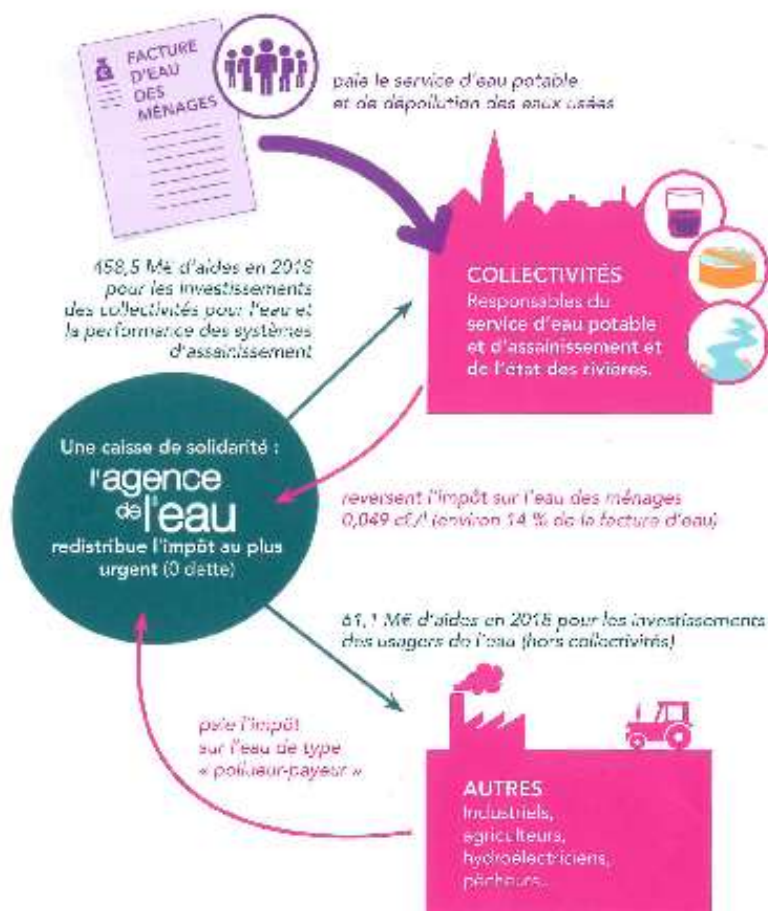 FACTURE
D'EAU
DES
MÉNAGES
paie le service d'eau potable
et de dépollution des eaux usées
458,5 M€ d'aides en 2018
pour les investissements
des collectivités pour l'eau et
la performance des systèmes
d'assainissement
COLLECTIVITÉS
Responsables du
service d'eau potable
et d'assainissement et
de l'état des rivières.
Une caisse de solidarité :
l'agence
de l'eau
redistribue l'impôt au plus
urgent (0 dette)
reversent l'impôt sur l'eau des ménages
0,049 c€/l (environ 14 % de la facture d'eau)
61,1 M€ d'aides en 2018 pour les investissements
des usagers de l'eau (hors collectivités)
paie l'impôt
sur l'eau de type
« pollueur-payeur »
AUTRES
Industriels,
agriculteurs,
hydroélectriciens,
pêcheurs...